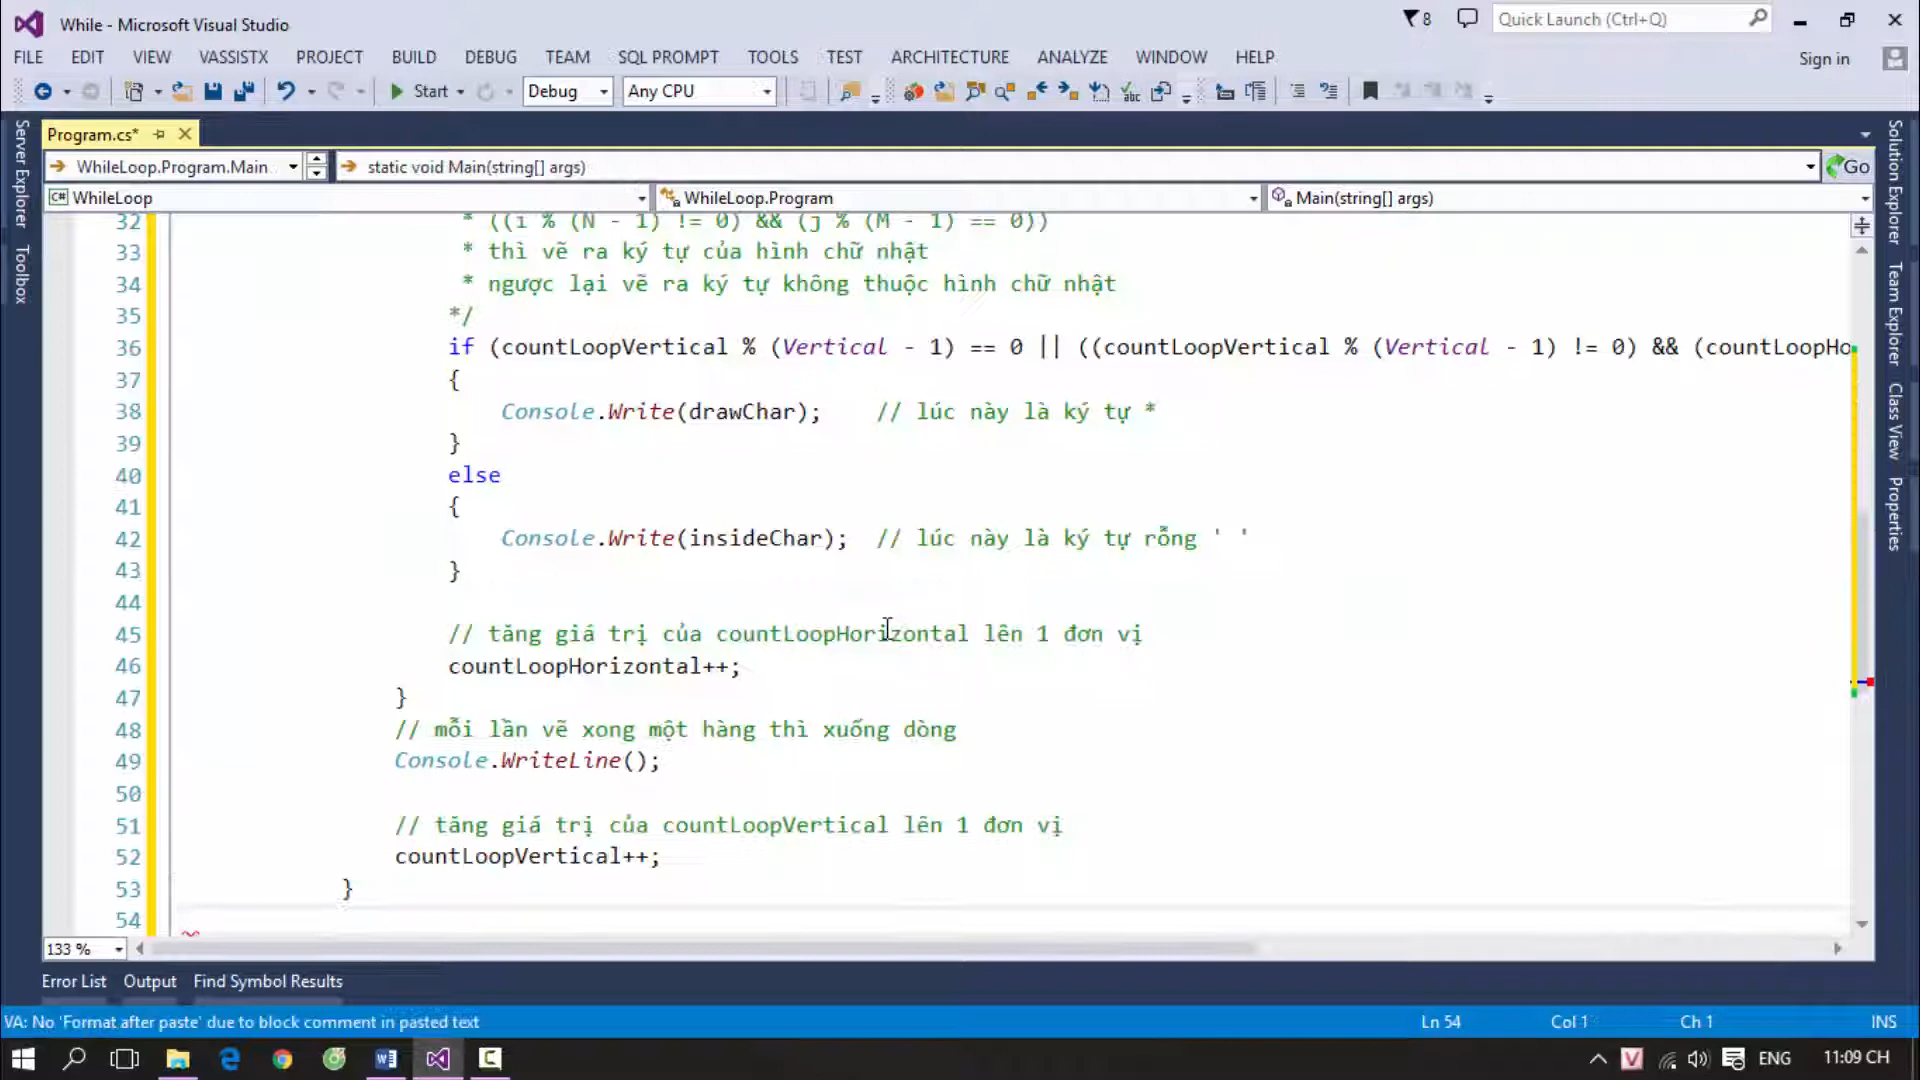 While - Microsoft Visual Studio
8
Quick Launch (Ctrl+Q)
FILE EDIT VIEW VASSISTX PROJECT BUILD DEBUG TEAM SQL PROMPT TOOLS TEST ARCHITECTURE ANALYZE WINDOW HELP
Sign in
Start Debug Any CPU
Server Explorer
Toolbox
Program.cs*
WhileLoop.Program.Main
static void Main(string[] args)
Go
C# WhileLoop
WhileLoop.Program
Main(string[] args)
32 * ((i % (N - 1) != 0) && (j % (M - 1) == 0))
33 * thì vẽ ra ký tự của hình chữ nhật
34 * ngược lại vẽ ra ký tự không thuộc hình chữ nhật
35 */
36 if (countLoopVertical % (Vertical - 1) == 0 || ((countLoopVertical % (Vertical - 1) != 0) && (countLoopHo
37 {
38 Console.Write(drawChar); // lúc này là ký tự *
39 }
40 else
41 {
42 Console.Write(insideChar); // lúc này là ký tự rỗng ' '
43 }
44
45 // tăng giá trị của countLoopHorizontal lên 1 đơn vị
46 countLoopHorizontal++;
47 }
48 // mỗi lần vẽ xong một hàng thì xuống dòng
49 Console.WriteLine();
50
51 // tăng giá trị của countLoopVertical lên 1 đơn vị
52 countLoopVertical++;
53 }
54
133 %
Solution Explorer
Team Explorer
Class View
Properties
Error List Output Find Symbol Results
VA: No 'Format after paste' due to block comment in pasted text
Ln 54 Col 1 Ch 1 INS
ENG 11:09 CH